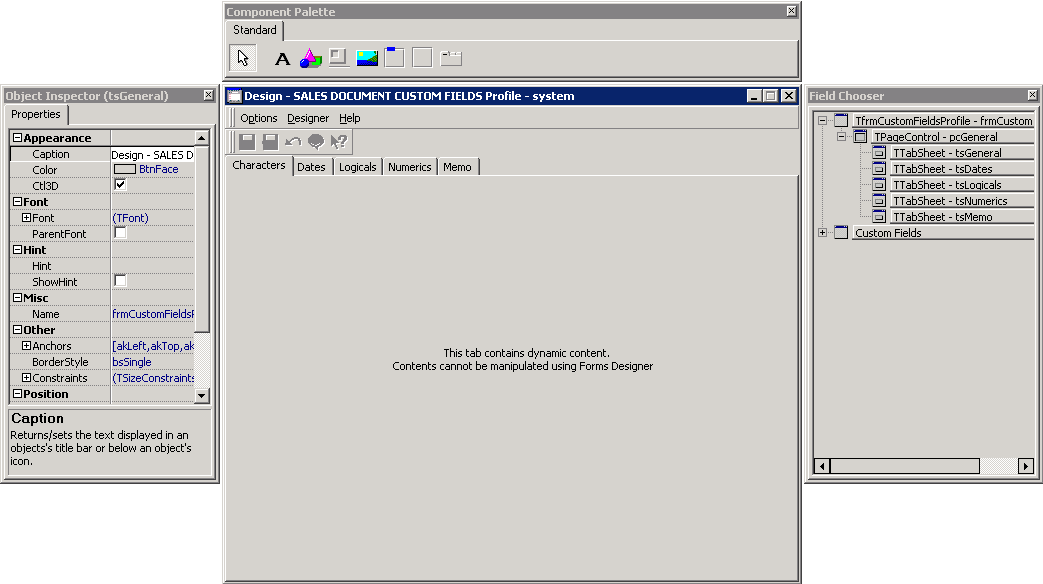 Component Palette
Standard
A
Object Inspector (tsGeneral)
Properties
Appearance
Caption Design - SALES D
Color BtnFace
Ctl3D
Font
Font (TFont)
ParentFont
Hint
Hint
ShowHint
Misc
Name frmCustomFieldsF
Other
Anchors [akLeft,akTop,ak
BorderStyle bsSingle
Constraints (TSizeConstraints
Position
Caption
Returns/sets the text displayed in an
objects's title bar or below an object's
icon.
Design - SALES DOCUMENT CUSTOM FIELDS Profile - system
Options Designer Help
Characters Dates Logicals Numerics Memo
This tab contains dynamic content.
Contents cannot be manipulated using Forms Designer
Field Chooser
TfrmCustomFieldsProfile - frmCustom
TPageControl - pcGeneral
TTabSheet - tsGeneral
TTabSheet - tsDates
TTabSheet - tsLogicals
TTabSheet - tsNumerics
TTabSheet - tsMemo
Custom Fields